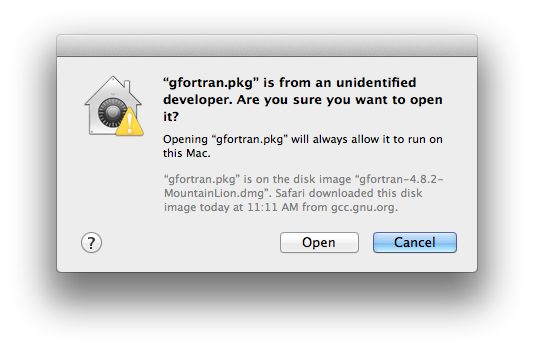 “gfortran.pkg” is from an unidentified
developer. Are you sure you want to open
it?
Opening “gfortran.pkg” will always allow it to run on
this Mac.
“gfortran.pkg” is on the disk image “gfortran-4.8.2-
MountainLion.dmg”. Safari downloaded this disk
image today at 11:11 AM from gcc.gnu.org.
? Open Cancel